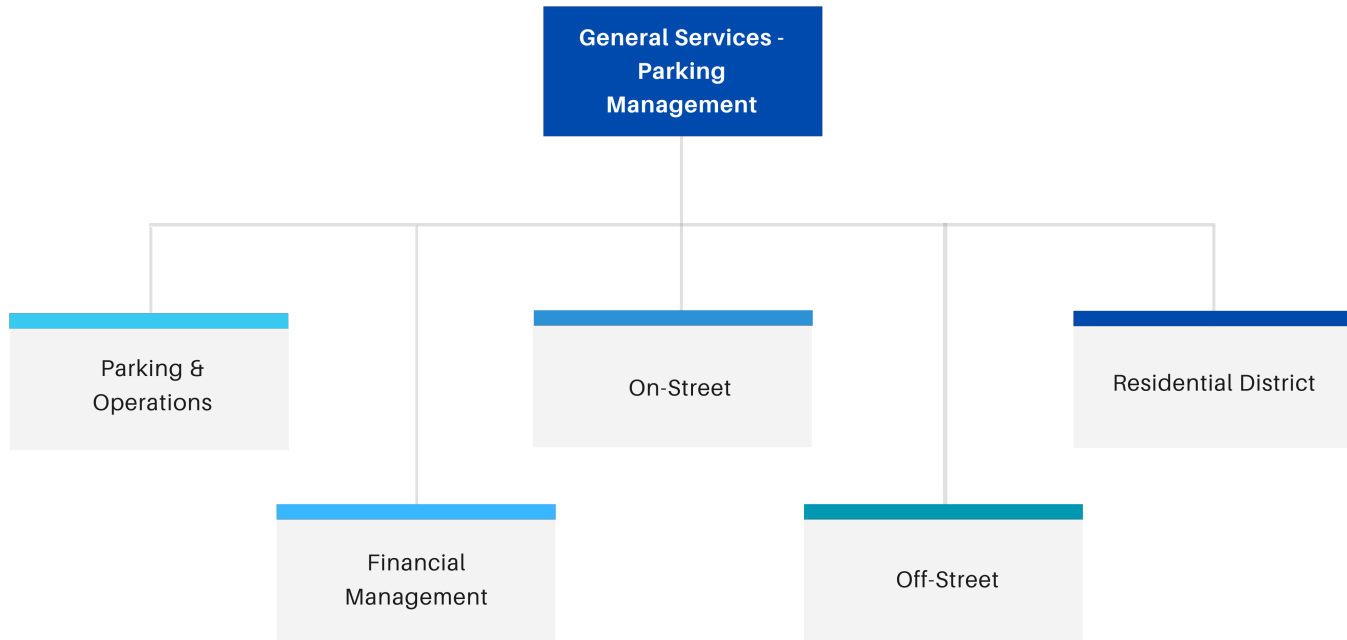 General Services -
Parking
Management
Parking &
Operations
On-Street
Residential District
Financial
Management
Off-Street